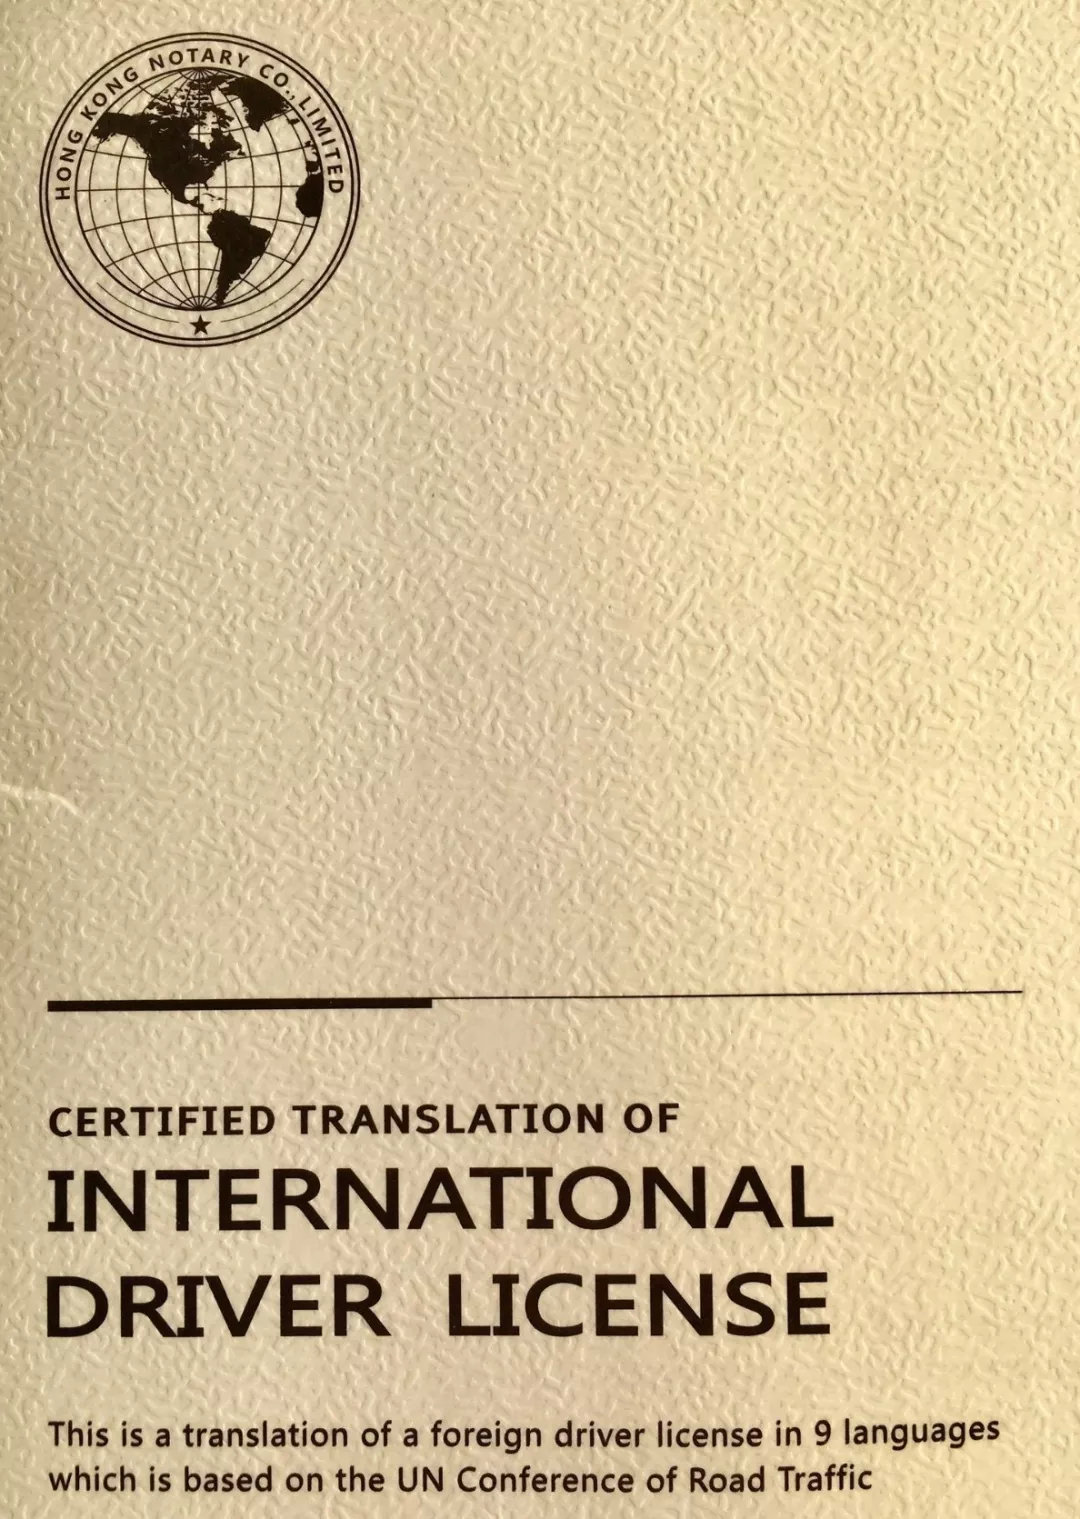 HONG KONG NOTARY CO., LIMITED
CERTIFIED TRANSLATION OF
INTERNATIONAL
DRIVER LICENSE
This is a translation of a foreign driver license in 9 languages
which is based on the UN Conference of Road Traffic